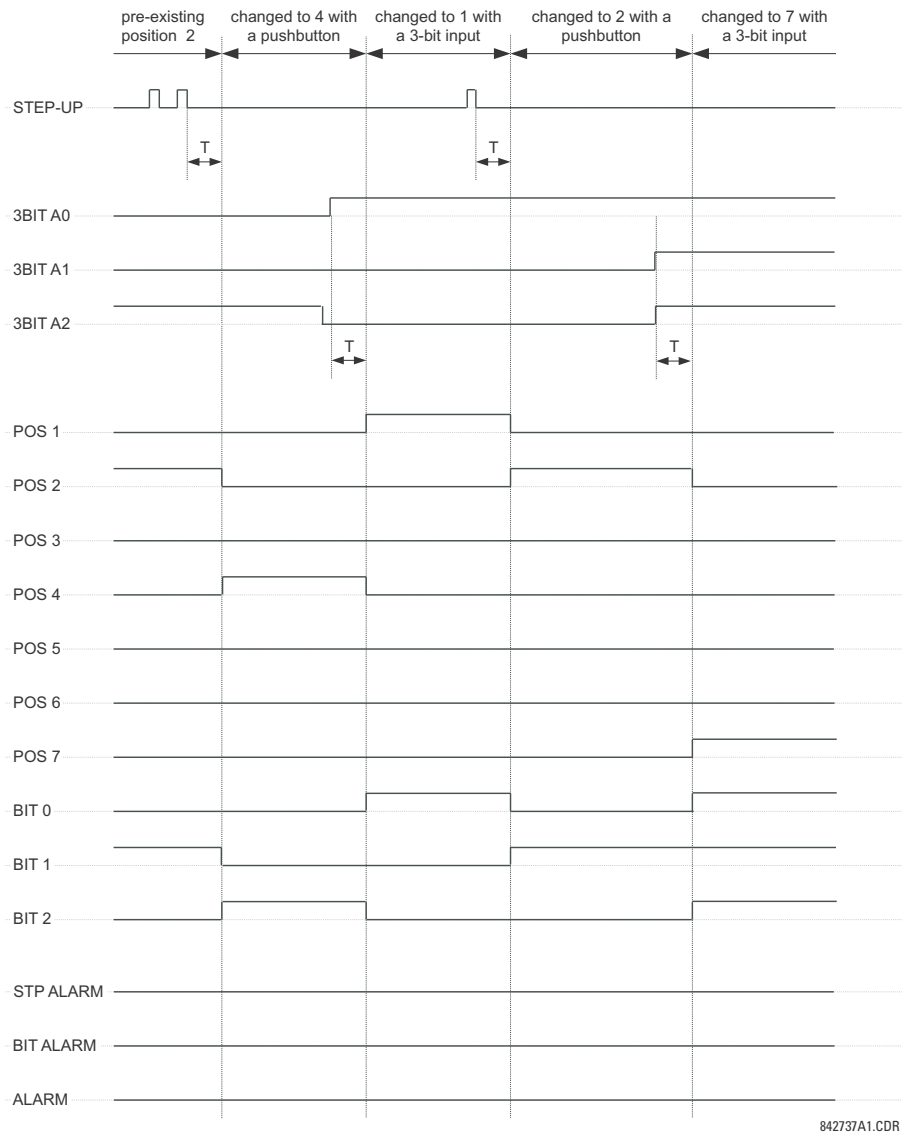 pre-existing
position 2
changed to 4 with
a pushbutton
changed to 1 with
a 3-bit input
changed to 2 with a
pushbutton
changed to 7 with
a 3-bit input
STEP-UP
T
T
3BIT A0
3BIT A1
3BIT A2
T
T
POS 1
POS 2
POS 3
POS 4
POS 5
POS 6
POS 7
BIT 0
BIT 1
BIT 2
STP ALARM
BIT ALARM
ALARM
842737A1.CDR